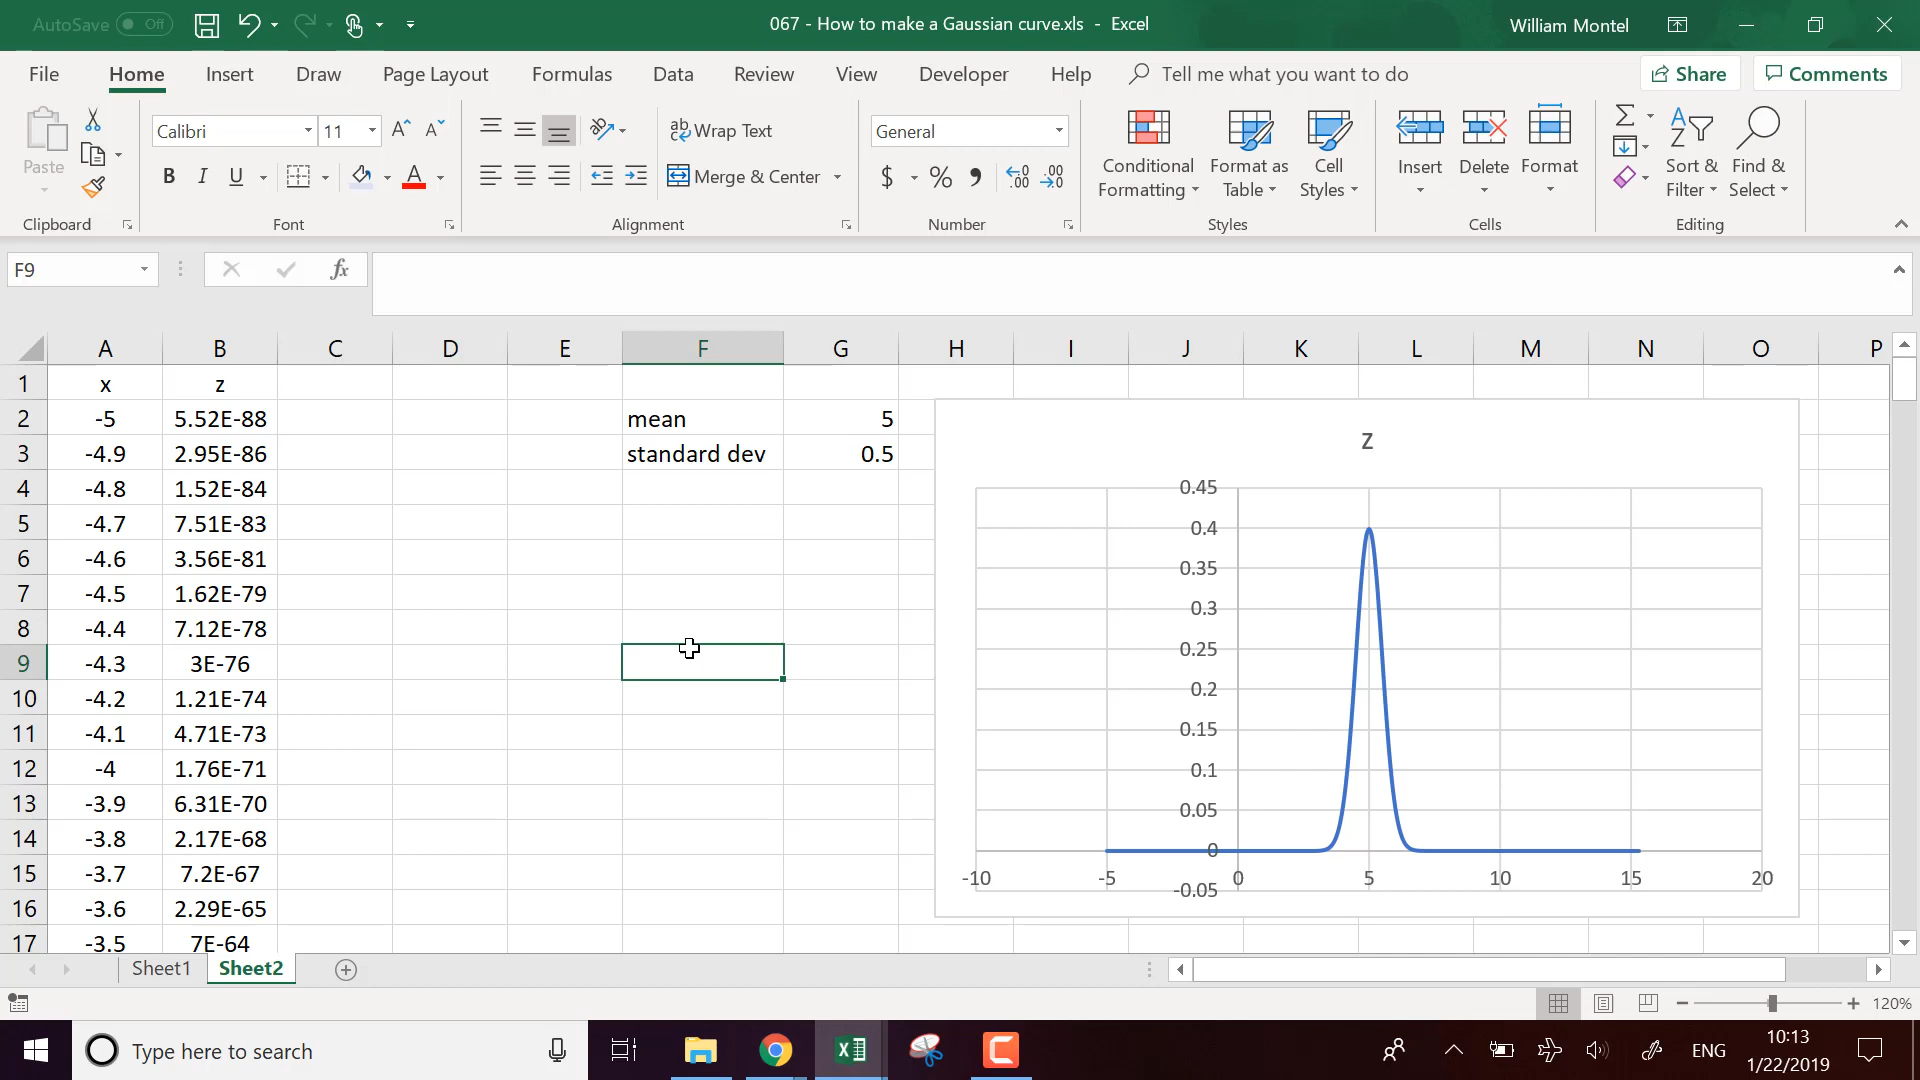 AutoSave Off
067 - How to make a Gaussian curve.xls - Excel
William Montel
File Home Insert Draw Page Layout Formulas Data Review View Developer Help Tell me what you want to do Share Comments
Paste
Clipboard
Calibri 11
B I U A
Font
ab Wrap Text
Merge & Center
Alignment
General
$ % 9 .00 .00
Number
Conditional Formatting
Format as Table
Cell Styles
Styles
Insert Delete Format
Cells
Sort & Filter
Find & Select
Editing
F9 fx
A B C D E F G H I J K L M N O P
1 x z
2 -5 5.52E-88 mean 5
3 -4.9 2.95E-86 standard dev 0.5
4 -4.8 1.52E-84
5 -4.7 7.51E-83
6 -4.6 3.56E-81
7 -4.5 1.62E-79
8 -4.4 7.12E-78
9 -4.3 3E-76
10 -4.2 1.21E-74
11 -4.1 4.71E-73
12 -4 1.76E-71
13 -3.9 6.31E-70
14 -3.8 2.17E-68
15 -3.7 7.2E-67
16 -3.6 2.29E-65
17 -3.5 7E-64
z
0.45
0.4
0.35
0.3
0.25
0.2
0.15
0.1
0.05
0
-0.05
-10 -5 0 5 10 15 20
Sheet1 Sheet2
120%
Type here to search
ENG
10:13
1/22/2019